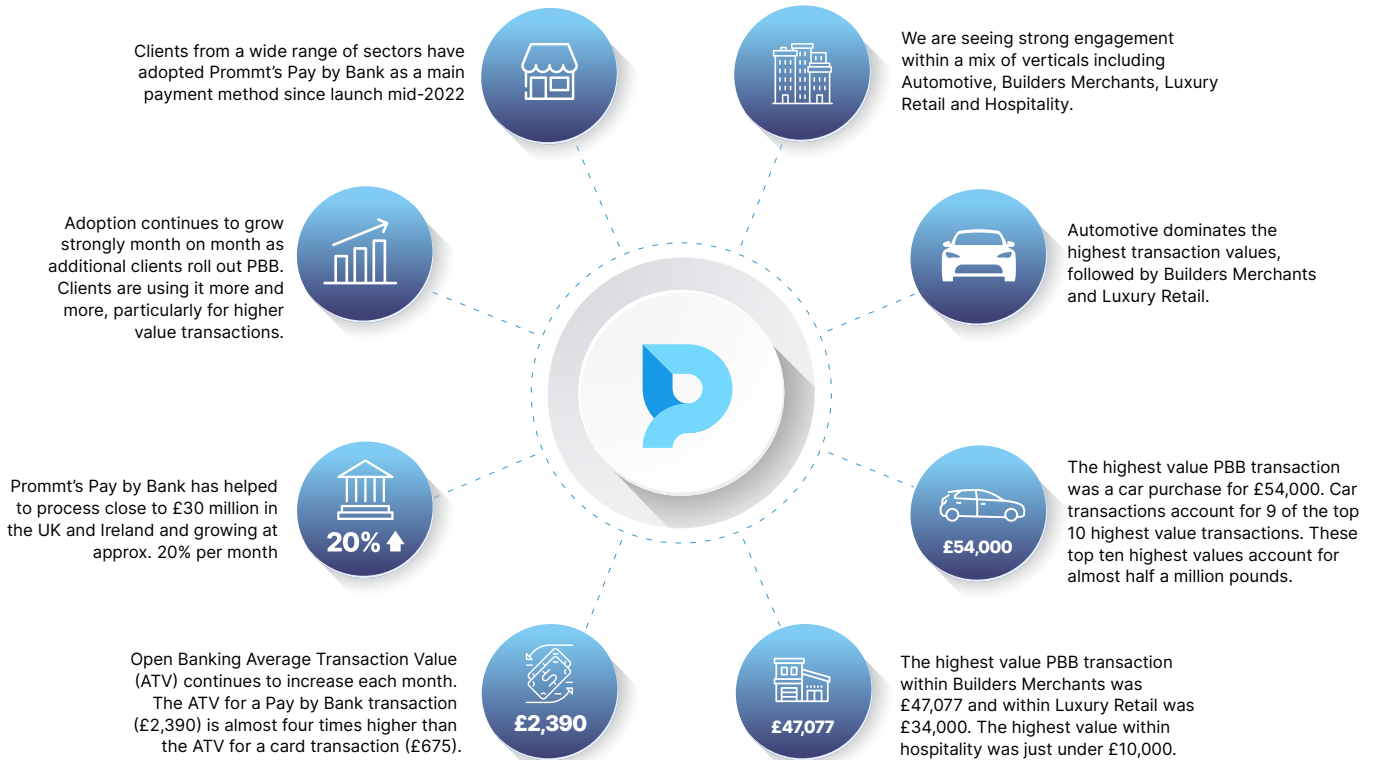 Clients from a wide range of sectors have
adopted Prommt’s Pay by Bank as a main
payment method since launch mid-2022
We are seeing strong engagement
within a mix of verticals including
Automotive, Builders Merchants, Luxury
Retail and Hospitality.
Adoption continues to grow
strongly month on month as
additional clients roll out PBB.
Clients are using it more and
more, particularly for higher
value transactions.
Automotive dominates the
highest transaction values,
followed by Builders Merchants
and Luxury Retail.
Prommt’s Pay by Bank has helped
to process close to £30 million in
the UK and Ireland and growing at
approx. 20% per month
20%
The highest value PBB transaction
was a car purchase for £54,000. Car
transactions account for 9 of the top
10 highest value transactions. These
top ten highest values account for
almost half a million pounds.
£54,000
Open Banking Average Transaction Value
(ATV) continues to increase each month.
The ATV for a Pay by Bank transaction
(£2,390) is almost four times higher than
the ATV for a card transaction (£675).
£2,390
The highest value PBB transaction
within Builders Merchants was
£47,077 and within Luxury Retail was
£34,000. The highest value within
hospitality was just under £10,000.
£47,077